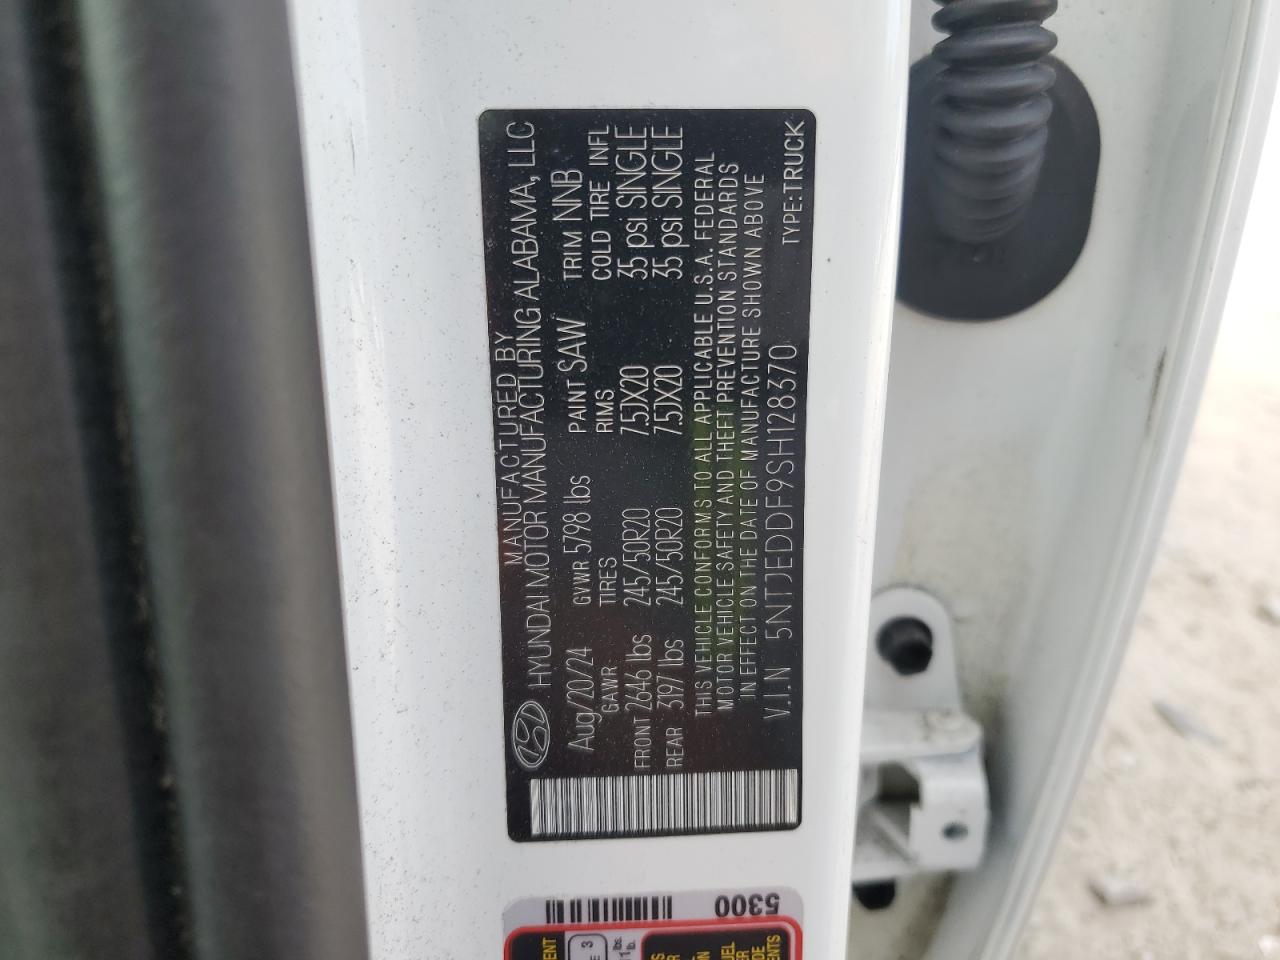 MANUFACTURED BY
HYUNDAI MOTOR MANUFACTURING ALABAMA, LLC
Aug/20/24 GVWR 5798 lbs PAINT SAW TRIM NNB
GAWR TIRES RIMS COLD TIRE INFL
FRONT 2646 lbs 245/50R20 7.5JX20 35 psi SINGLE
REAR 3197 lbs 245/50R20 7.5JX20 35 psi SINGLE
THIS VEHICLE CONFORMS TO ALL APPLICABLE U.S.A. FEDERAL
MOTOR VEHICLE SAFETY AND THEFT PREVENTION STANDARDS
IN EFFECT ON THE DATE OF MANUFACTURE SHOWN ABOVE
V.I.N 5NTJEDDF9SH128370 TYPE:TRUCK
5300